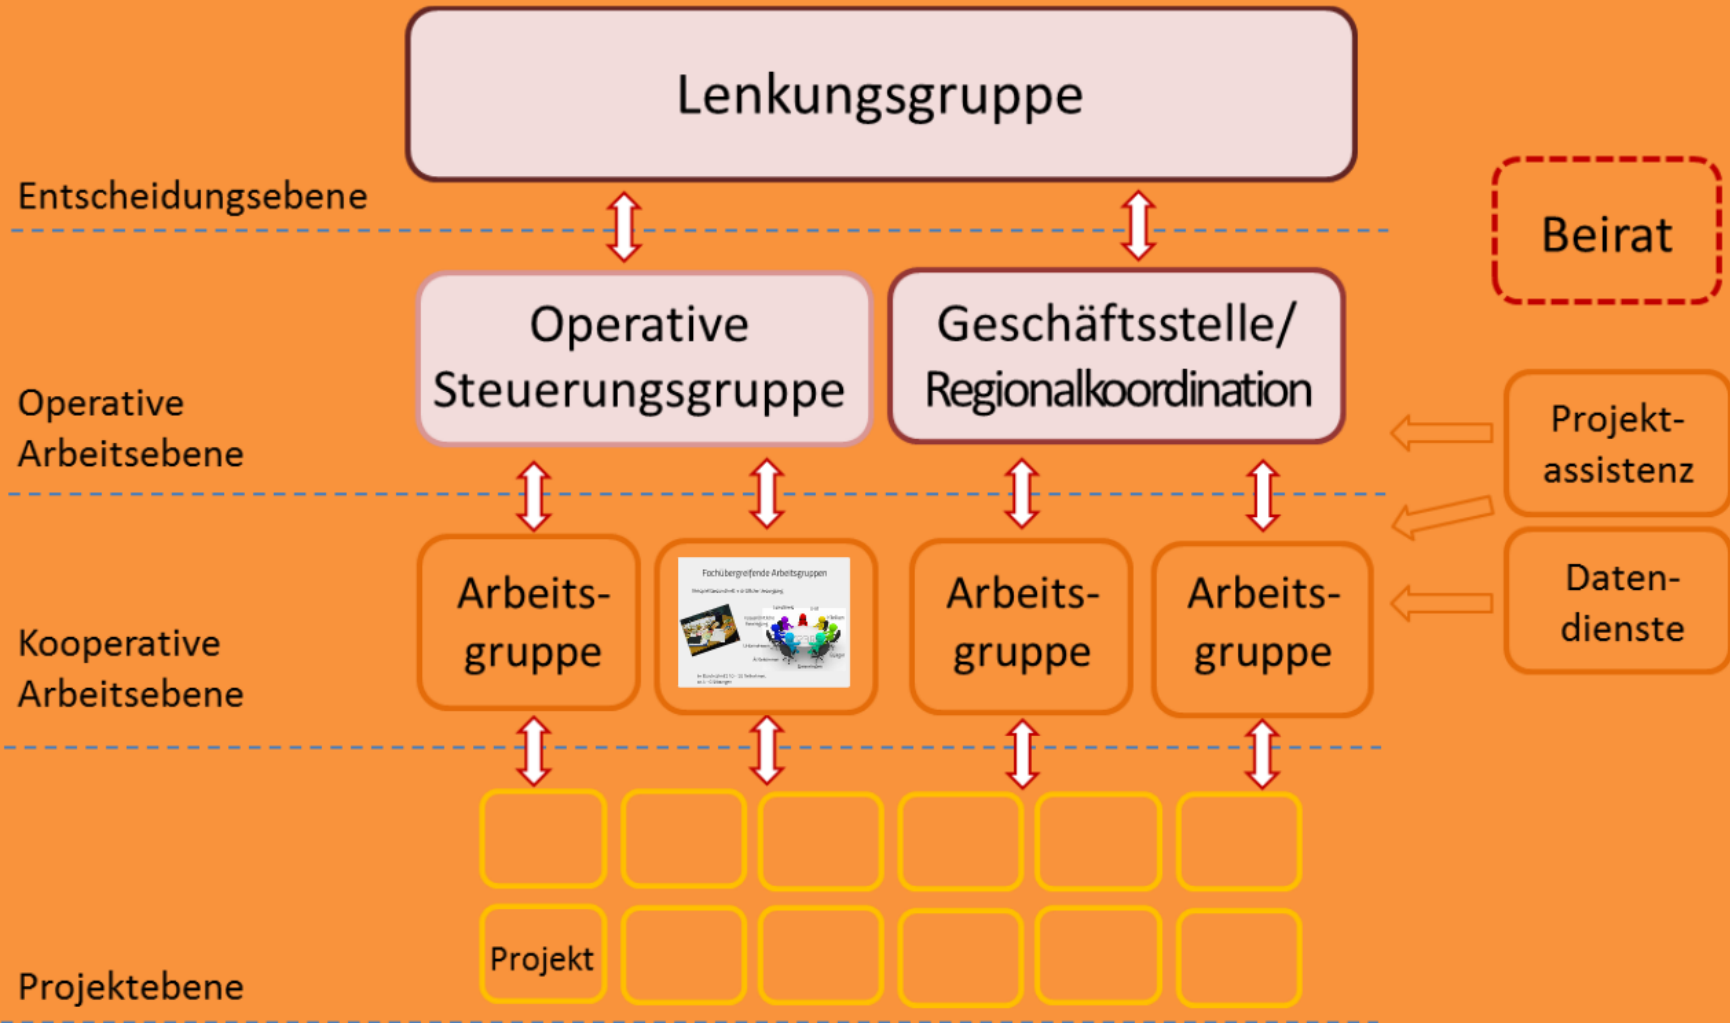 Lenkungsgruppe
Entscheidungsebene
Beirat
Operative
Steuerungsgruppe
Geschäftsstelle/
Regionalkoordination
Operative
Arbeitsebene
Projekt-
assistenz
Arbeits-
gruppe
Fachübergreifende Arbeitsgruppen
Arbeits-
gruppe
Arbeits-
gruppe
Daten-
dienste
Kooperative
Arbeitsebene
Projekt
Projektebene